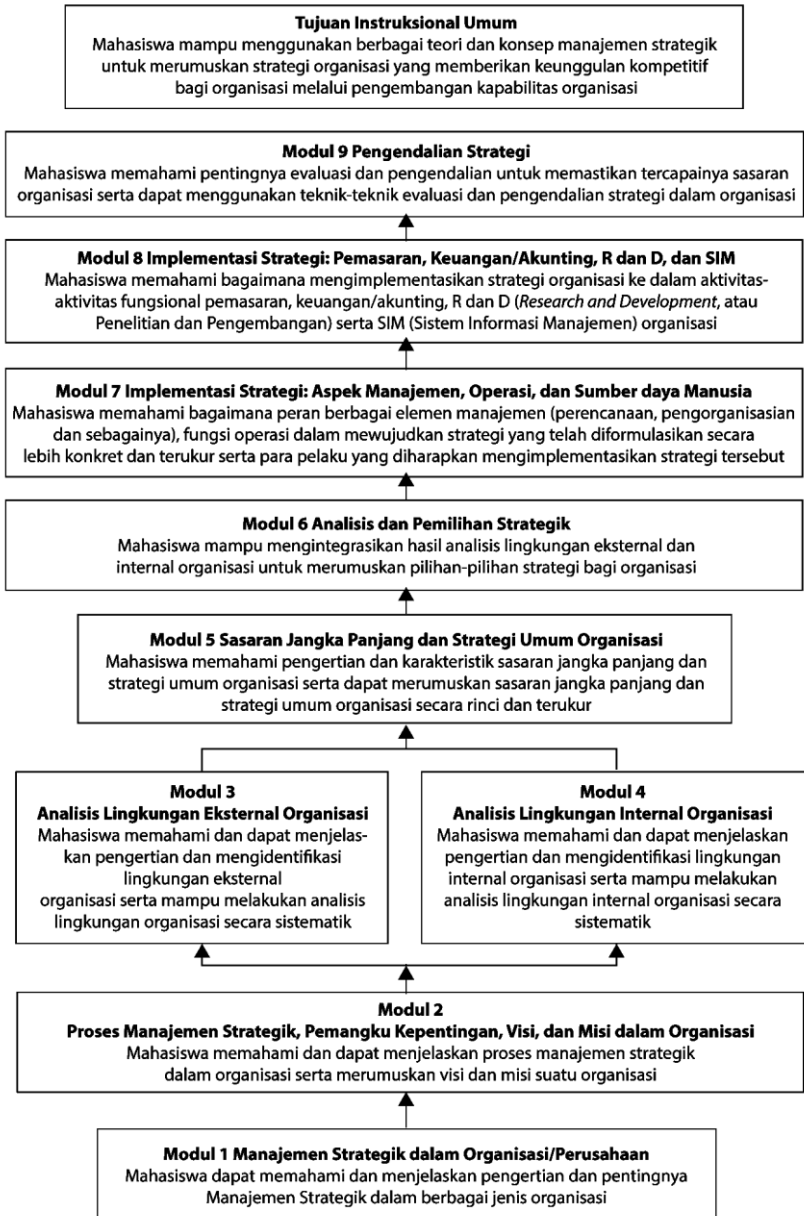 Tujuan Instruksional Umum
Mahasiswa mampu menggunakan berbagai teori dan konsep manajemen strategik
untuk merumuskan strategi organisasi yang memberikan keunggulan kompetitif
bagi organisasi melalui pengembangan kapabilitas organisasi
Modul 9 Pengendalian Strategi
Mahasiswa memahami pentingnya evaluasi dan pengendalian untuk memastikan tercapainya sasaran
organisasi serta dapat menggunakan teknik-teknik evaluasi dan pengendalian strategi dalam organisasi
Modul 8 Implementasi Strategi: Pemasaran, Keuangan/Akunting, R dan D, dan SIM
Mahasiswa memahami bagaimana mengimplementasikan strategi organisasi ke dalam aktivitas-
aktivitas fungsional pemasaran, keuangan/akunting, R dan D (Research and Development, atau
Penelitian dan Pengembangan) serta SIM (Sistem Informasi Manajemen) organisasi
Modul 7 Implementasi Strategi: Aspek Manajemen, Operasi, dan Sumber daya Manusia
Mahasiswa memahami bagaimana peran berbagai elemen manajemen (perencanaan, pengorganisasian
dan sebagainya), fungsi operasi dalam mewujudkan strategi yang telah diformulasikan secara
lebih konkret dan terukur serta para pelaku yang diharapkan mengimplementasikan strategi tersebut
Modul 6 Analisis dan Pemilihan Strategik
Mahasiswa mampu mengintegrasikan hasil analisis lingkungan eksternal dan
internal organisasi untuk merumuskan pilihan-pilihan strategi bagi organisasi
Modul 5 Sasaran Jangka Panjang dan Strategi Umum Organisasi
Mahasiswa memahami pengertian dan karakteristik sasaran jangka panjang dan
strategi umum organisasi serta dapat merumuskan sasaran jangka panjang dan
strategi umum organisasi secara rinci dan terukur
Modul 3
Analisis Lingkungan Eksternal Organisasi
Mahasiswa memahami dan dapat menjelas-
kan pengertian dan mengidentifikasi
lingkungan eksternal
organisasi serta mampu melakukan analisis
lingkungan organisasi secara sistematik
Modul 4
Analisis Lingkungan Internal Organisasi
Mahasiswa memahami dan dapat menjelaskan
pengertian dan mengidentifikasi lingkungan
internal organisasi serta mampu melakukan
analisis lingkungan internal organisasi secara
sistematik
Modul 2
Proses Manajemen Strategik, Pemangku Kepentingan, Visi, dan Misi dalam Organisasi
Mahasiswa memahami dan dapat menjelaskan proses manajemen strategik
dalam organisasi serta merumuskan visi dan misi suatu organisasi
Modul 1 Manajemen Strategik dalam Organisasi/Perusahaan
Mahasiswa dapat memahami dan menjelaskan pengertian dan pentingnya
Manajemen Strategik dalam berbagai jenis organisasi